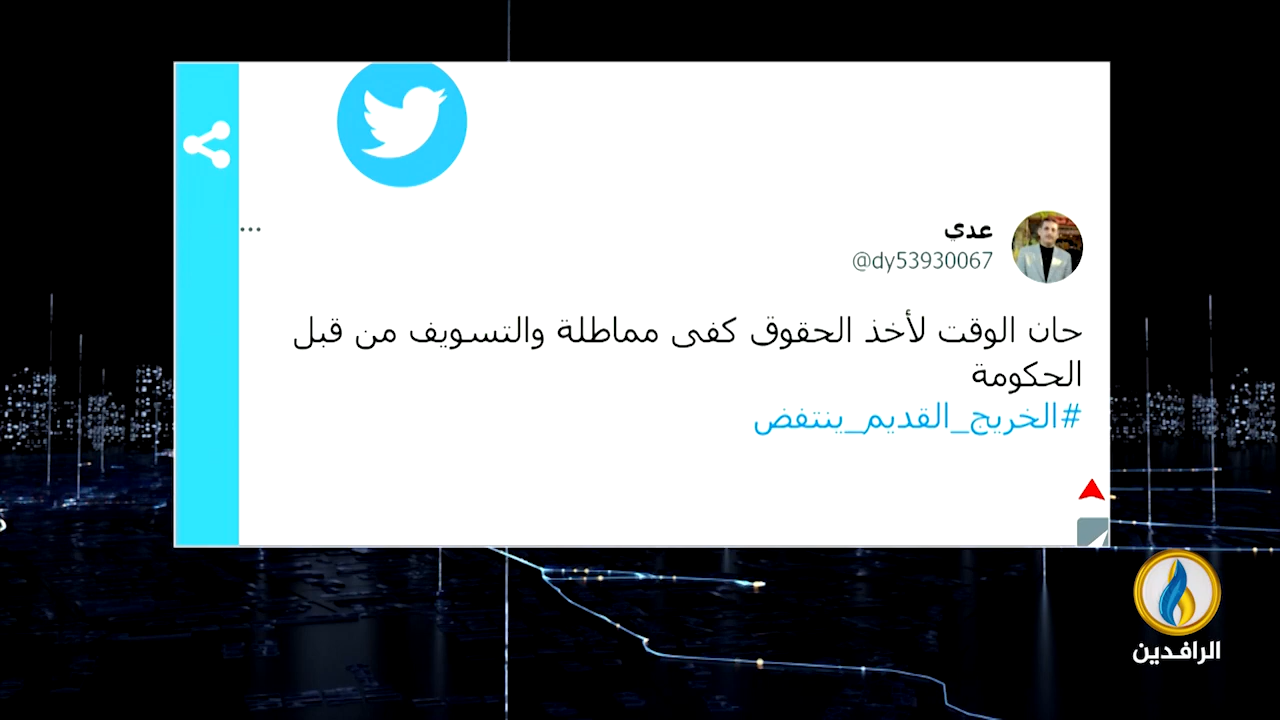 عدي
@dy53930067
حان الوقت لأخذ الحقوق كفى مماطلة والتسويف من قبل
الحكومة
#الخريج_القديم_ينتفض
الرافدين